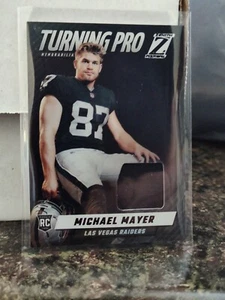 TURNING PRO
MEMORABILIA
Z
87
RC
MICHAEL MAYER
LAS VEGAS RAIDERS